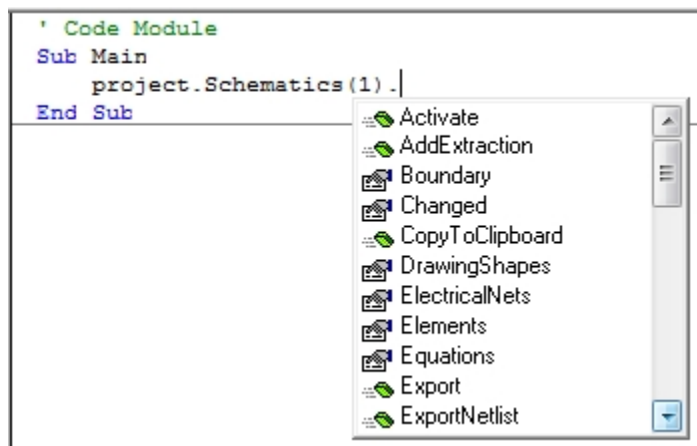 ' Code Module
Sub Main
project.Schematics(1).
End Sub
Activate
AddExtraction
Boundary
Changed
CopyToClipboard
DrawingShapes
ElectricalNets
Elements
Equations
Export
ExportNetlist